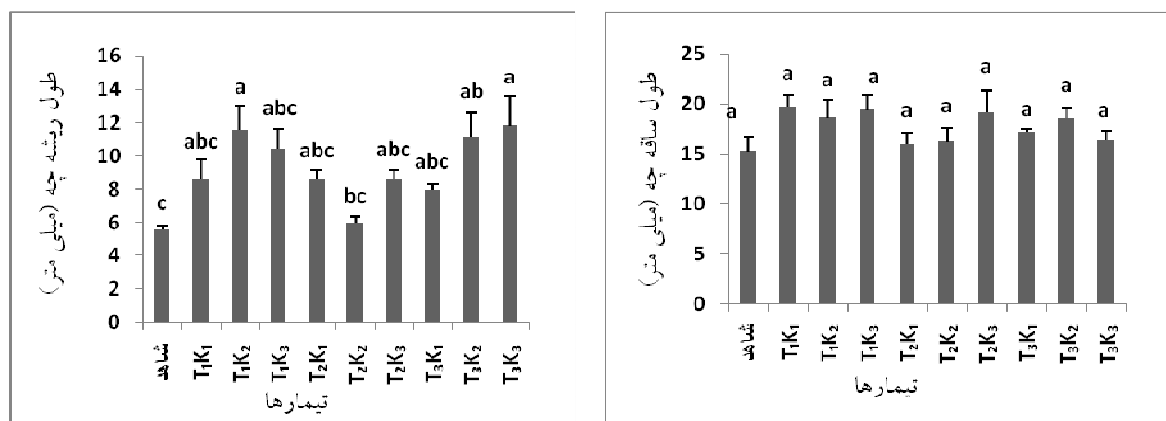 طول ریشه چه (میلی متر)
16
14
12
10
8
6
4
2
0
c
abc
a
abc
abc
bc
abc
abc
ab
a
شاهد
T₁K₁
T₁K₂
T₁K₃
T₂K₁
T₂K₂
T₂K₃
T₃K₁
T₃K₂
T₃K₃
تیمارها
طول ساقه چه (میلی متر)
25
20
15
10
5
0
a
a
a
a
a
a
a
a
a
a
شاهد
T₁K₁
T₁K₂
T₁K₃
T₂K₁
T₂K₂
T₂K₃
T₃K₁
T₃K₂
T₃K₃
تیمارها